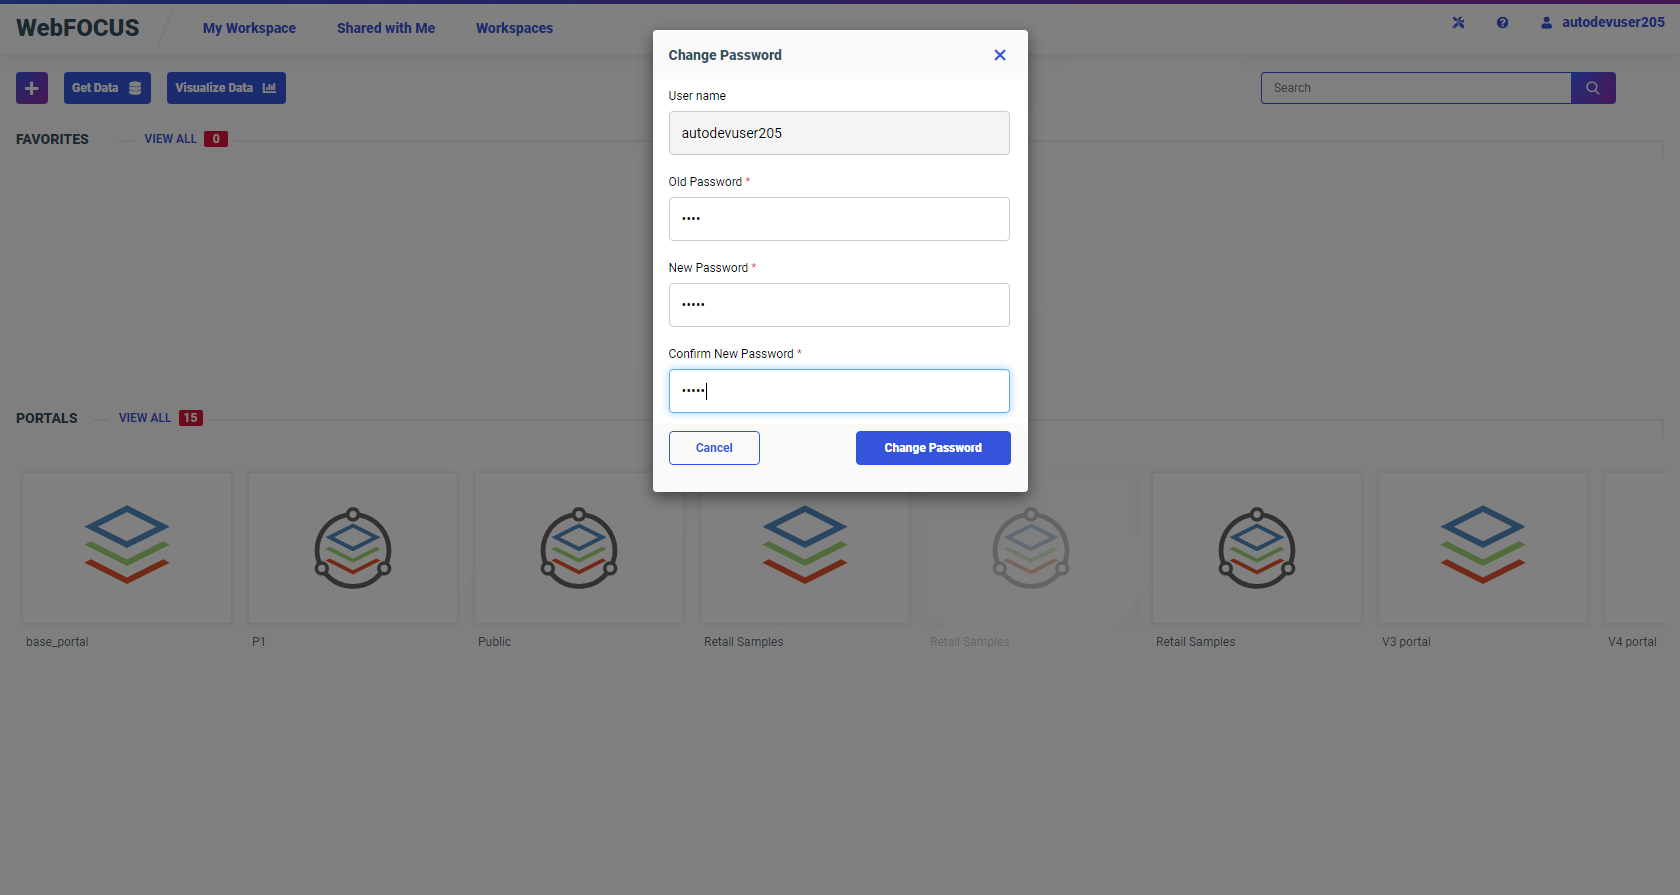 WebFOCUS
My Workspace
Shared with Me
Workspaces
autodevuser205
Get Data
Visualize Data
Search
FAVORITES
VIEW ALL 0
Change Password
User name
autodevuser205
Old Password *
••••
New Password *
•••••
Confirm New Password *
•••••
Cancel
Change Password
PORTALS
VIEW ALL 15
base_portal
P1
Public
Retail Samples
Retail Samples
Retail Samples
V3 portal
V4 portal